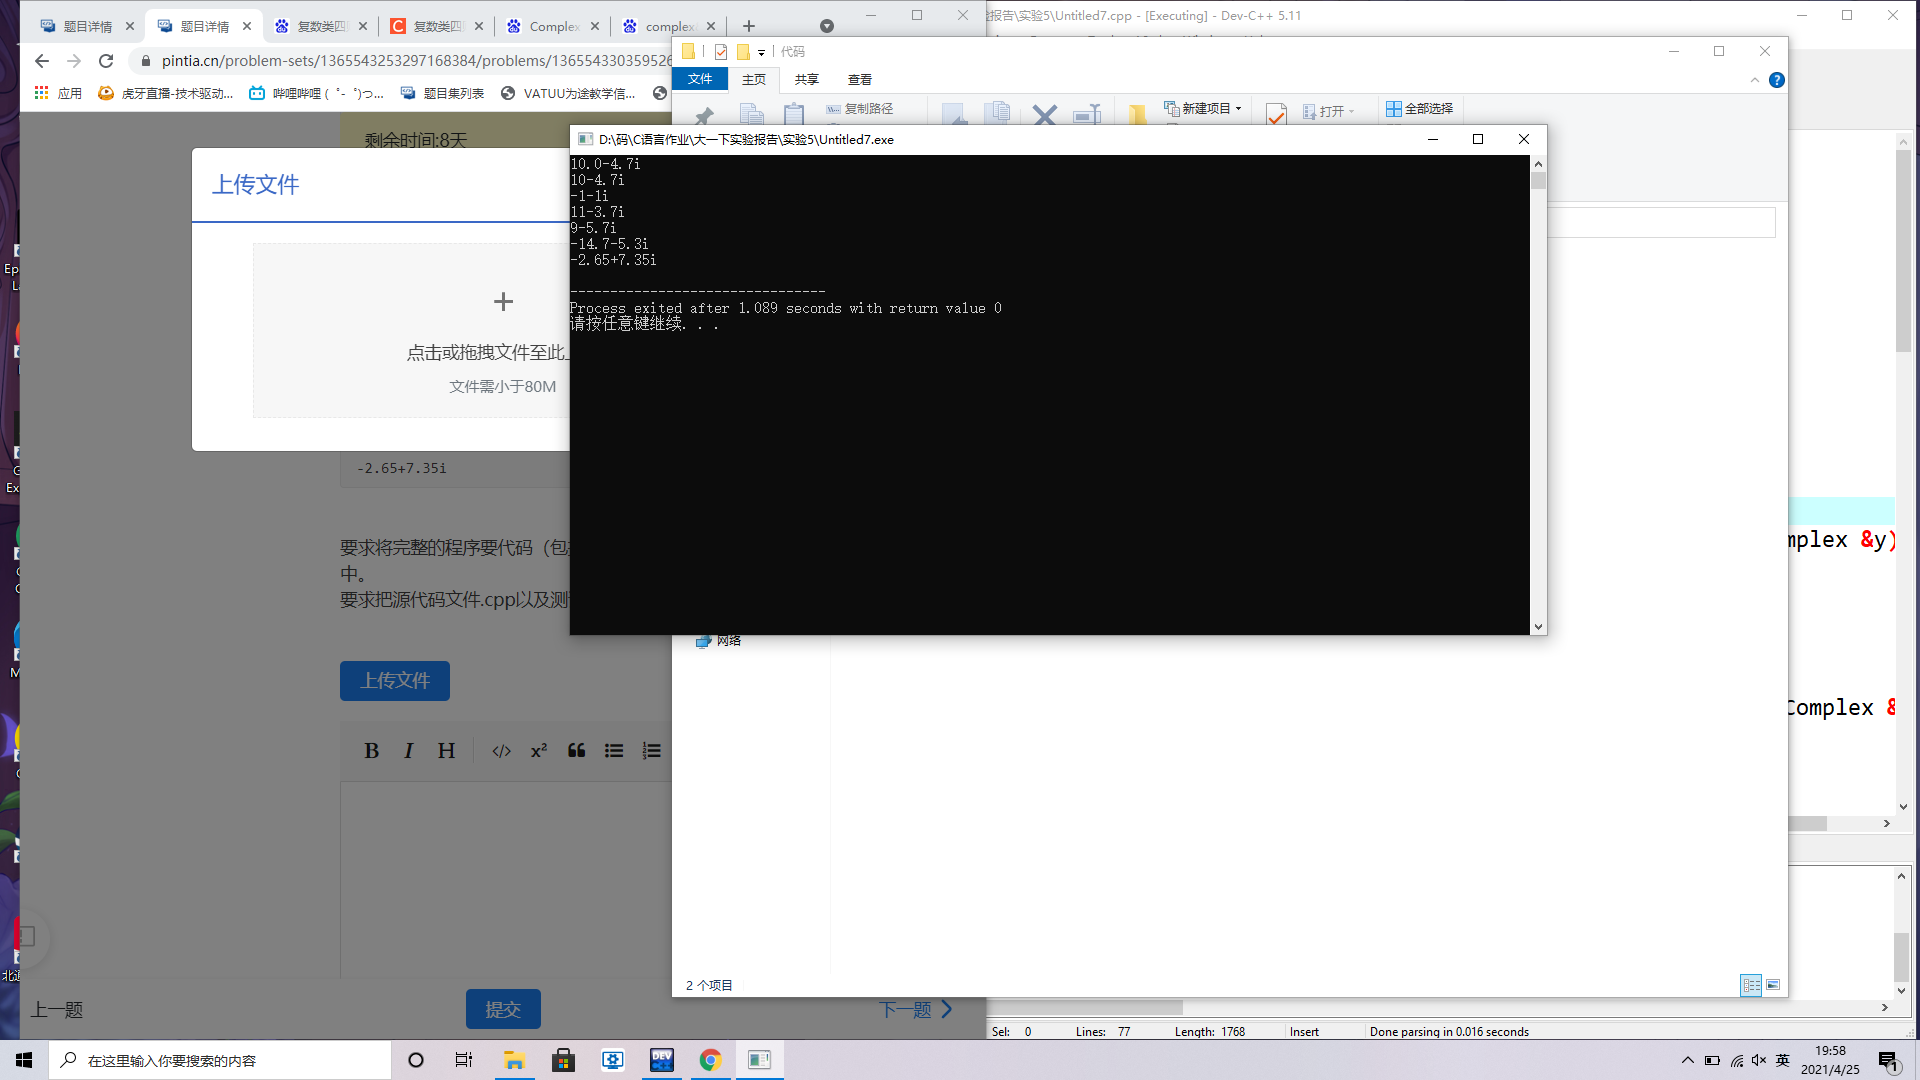 题目详情
题目详情
复数类四
复数类四
Complex
complex
pintia.cn/problem-sets/1365543253297168384/problems/136554330359526
应用
虎牙直播-技术驱动...
哔哩哔哩 ( ゜- ゜)つ...
题目集列表
VATUU为途教学信...
剩余时间:8天
上传文件
点击或拖拽文件至此
文件需小于80M
-2.65+7.35i
要求将完整的程序要代码（包
中。
要求把源代码文件.cpp以及测
上传文件
B I H </> x²
上一题
提交
下一题
报告\实验5\Untitled7.cpp - [Executing] - Dev-C++ 5.11
代码
文件
主页
共享
查看
复制路径
新建项目
打开
全部选择
D:\码\C语言作业\大一下实验报告\实验5\Untitled7.exe
10.0-4.7i
10-4.7i
-1-1i
11-3.7i
9-5.7i
-14.7-5.3i
-2.65+7.35i
--------------------------------
Process exited after 1.089 seconds with return value 0
请按任意键继续. . .
网络
2 个项目
mplex &y)
complex &
Sel: 0
Lines: 77
Length: 1768
Insert
Done parsing in 0.016 seconds
在这里输入你要搜索的内容
DEV
英
19:58
2021/4/25
1